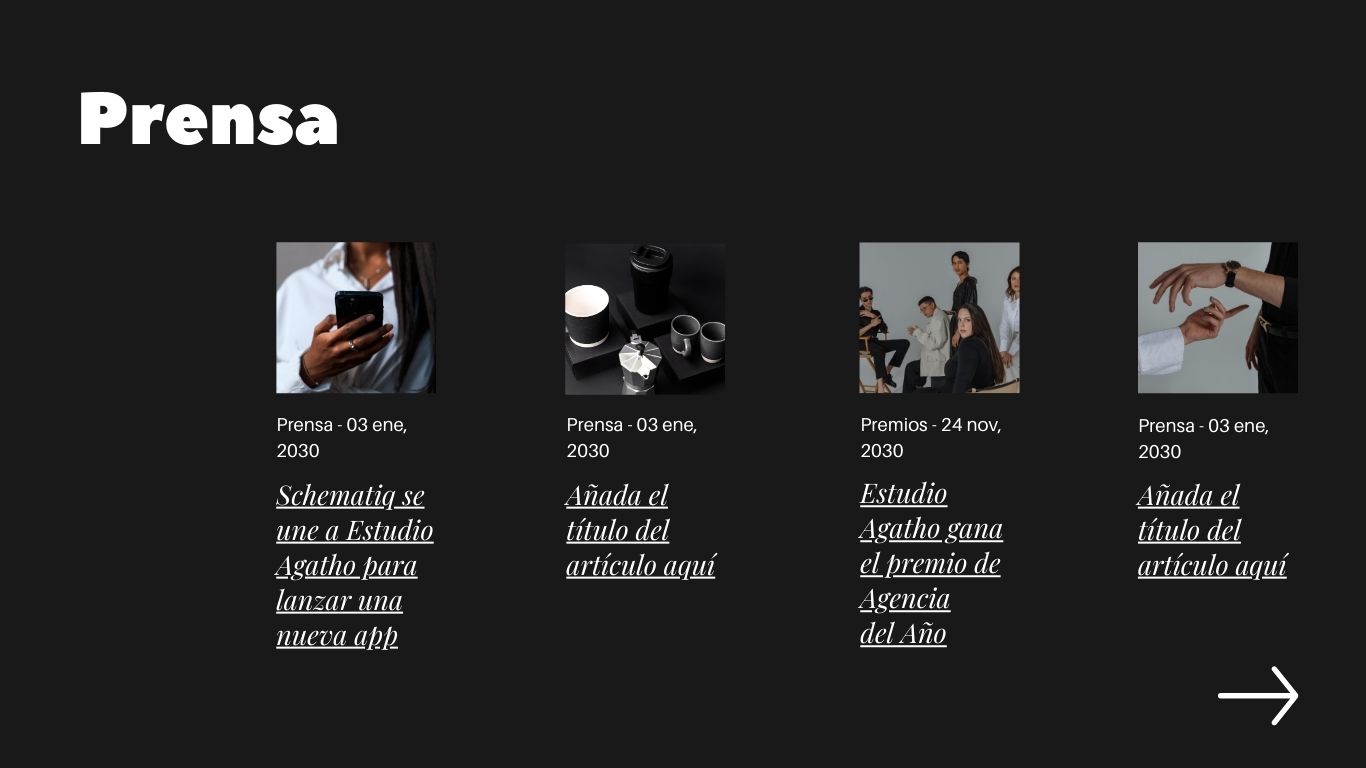 Prensa
Prensa - 03 ene,
2030
Schematiq se
une a Estudio
Agatho para
lanzar una
nueva app
Prensa - 03 ene,
2030
Añada el
título del
artículo aquí
Premios - 24 nov,
2030
Estudio
Agatho gana
el premio de
Agencia
del Año
Prensa - 03 ene,
2030
Añada el
título del
artículo aquí